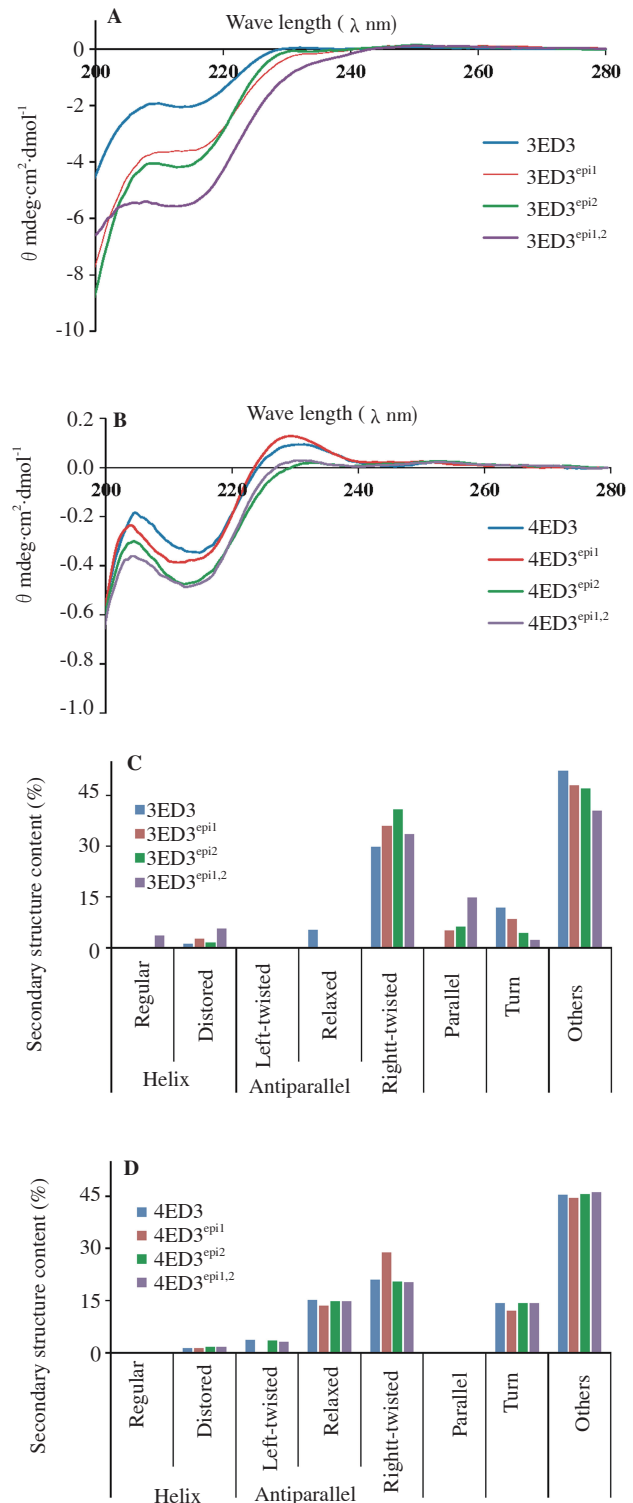 A
Wave length ( λ nm)
0
200
220
240
260
280
-2
-4
-6
-8
-10
θ mdeg·cm²·dmol⁻¹
3ED3
3ED3^epi1
3ED3^epi2
3ED3^epi1,2
B
Wave length ( λ nm)
0.2
0.0
200
220
240
260
280
-0.2
-0.4
-0.6
-0.8
-1.0
θ mdeg·cm²·dmol⁻¹
4ED3
4ED3^epi1
4ED3^epi2
4ED3^epi1,2
C
Secondary structure content (%)
45
30
15
0
3ED3
3ED3^epi1
3ED3^epi2
3ED3^epi1,2
Regular
Distored
Left-twisted
Relaxed
Rightt-twisted
Parallel
Turn
Others
Helix
Antiparallel
D
Secondary structure content (%)
45
30
15
0
4ED3
4ED3^epi1
4ED3^epi2
4ED3^epi1,2
Regular
Distored
Left-twisted
Relaxed
Rightt-twisted
Parallel
Turn
Others
Helix
Antiparallel